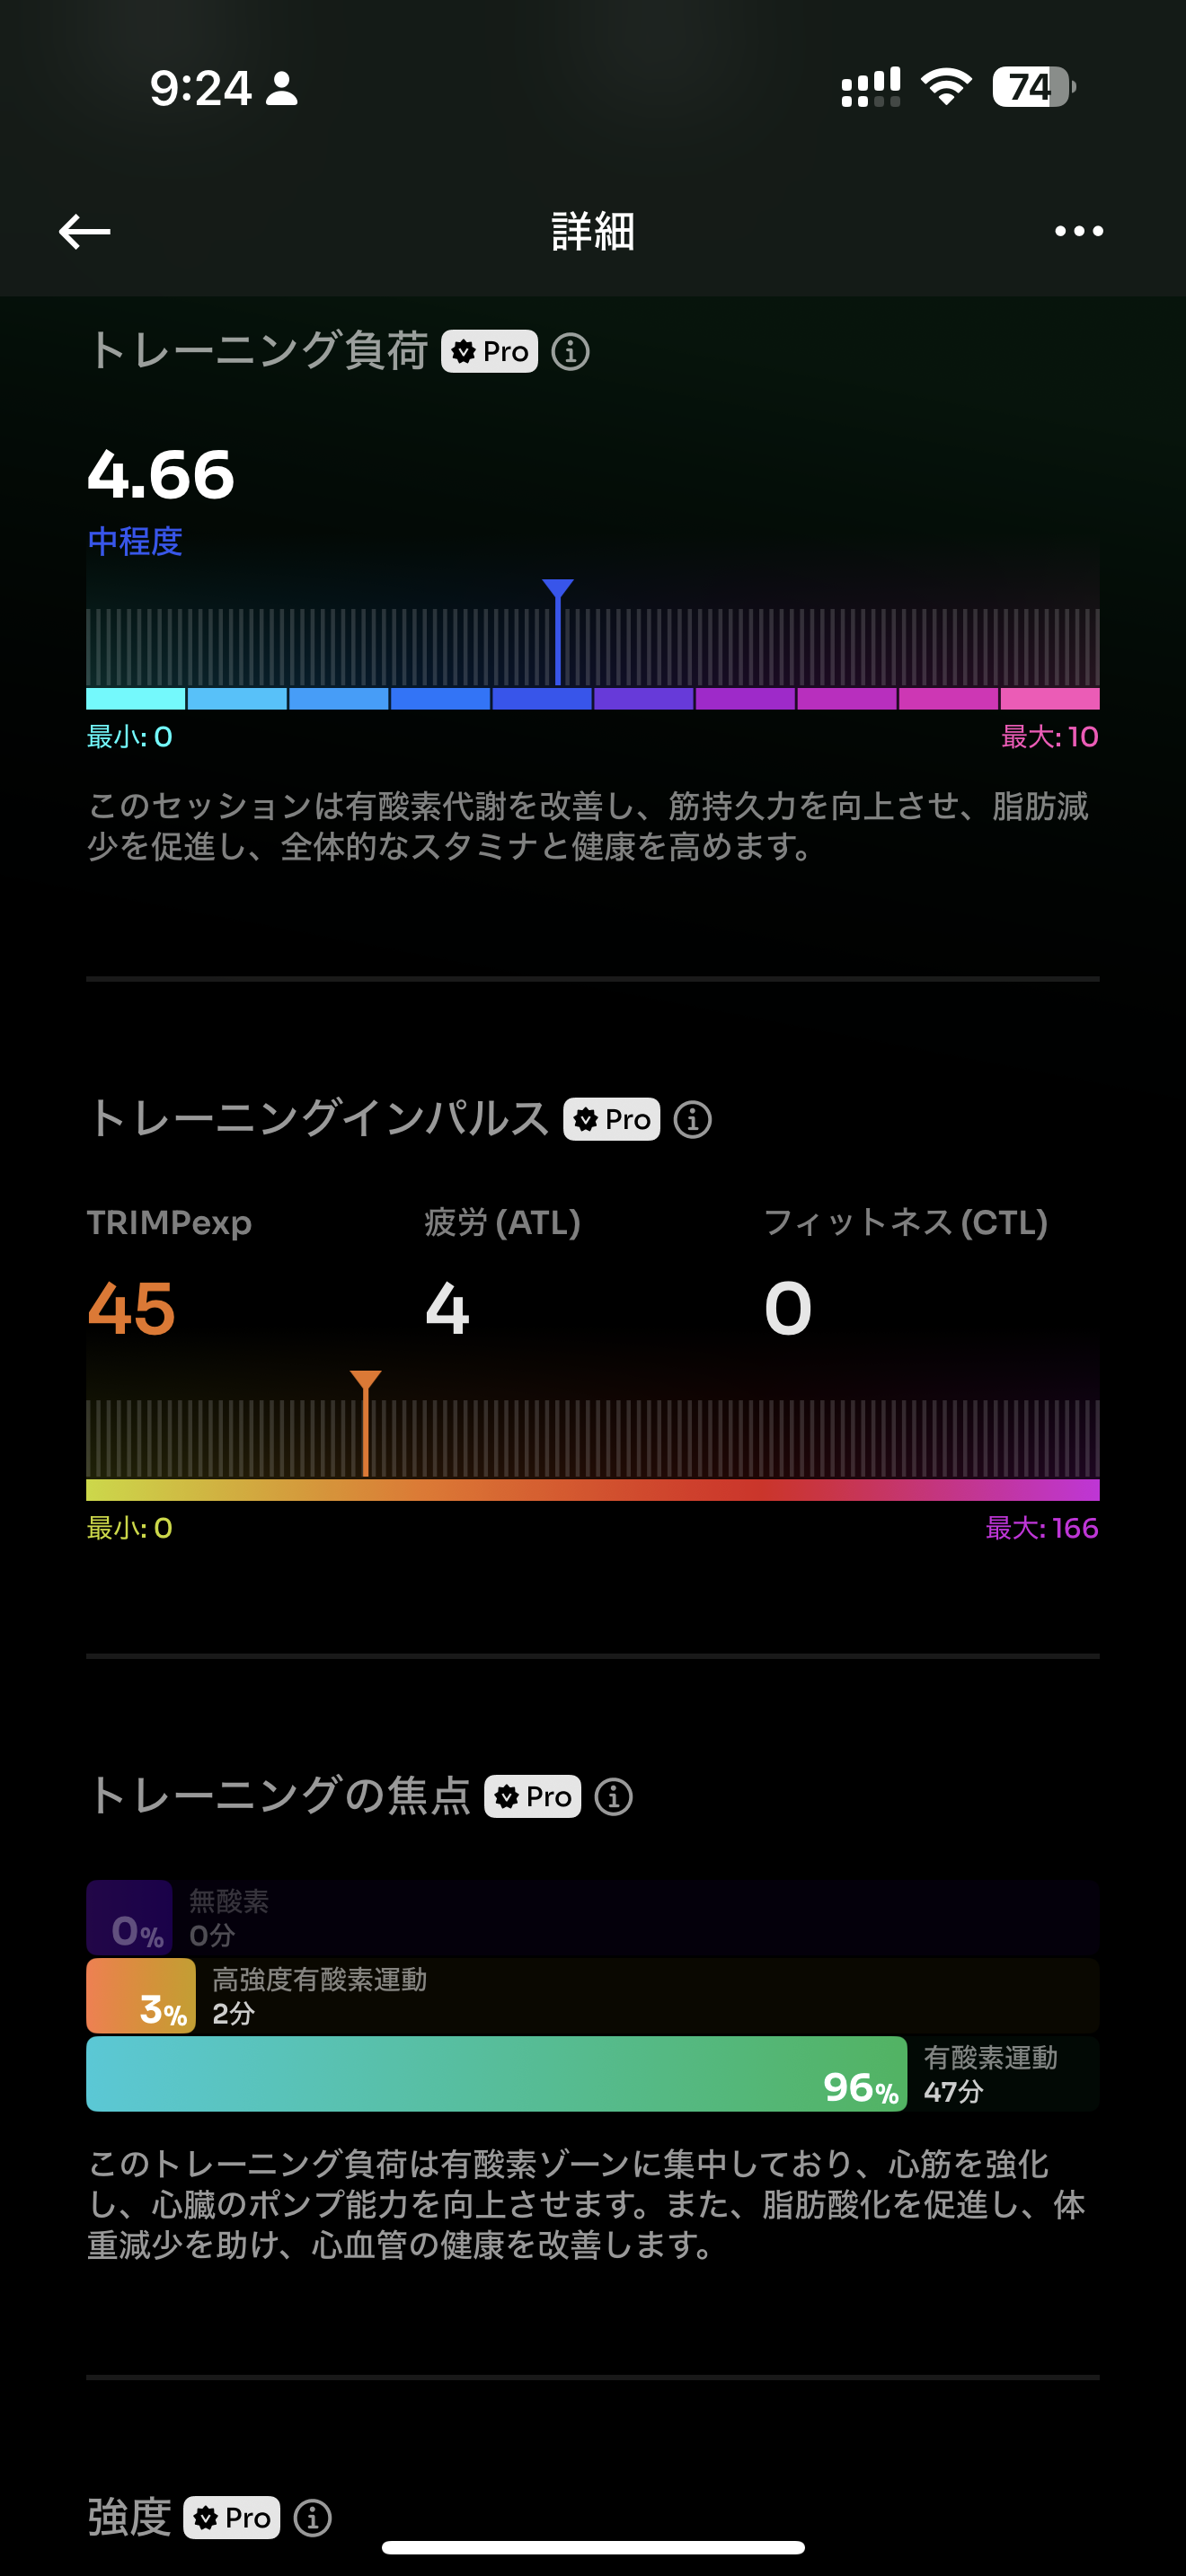 9:24
74
詳細
トレーニング負荷 Pro
4.66
中程度
最小: 0
最大: 10
このセッションは有酸素代謝を改善し、筋持久力を向上させ、脂肪減
少を促進し、全体的なスタミナと健康を高めます。
トレーニングインパルス Pro
TRIMPexp 疲労 (ATL) フィットネス (CTL)
45 4 0
最小: 0
最大: 166
トレーニングの焦点 Pro
0%
無酸素
0分
3%
高強度有酸素運動
2分
96%
有酸素運動
47分
このトレーニング負荷は有酸素ゾーンに集中しており、心筋を強化
し、心臓のポンプ能力を向上させます。また、脂肪酸化を促進し、体
重減少を助け、心血管の健康を改善します。
強度 Pro